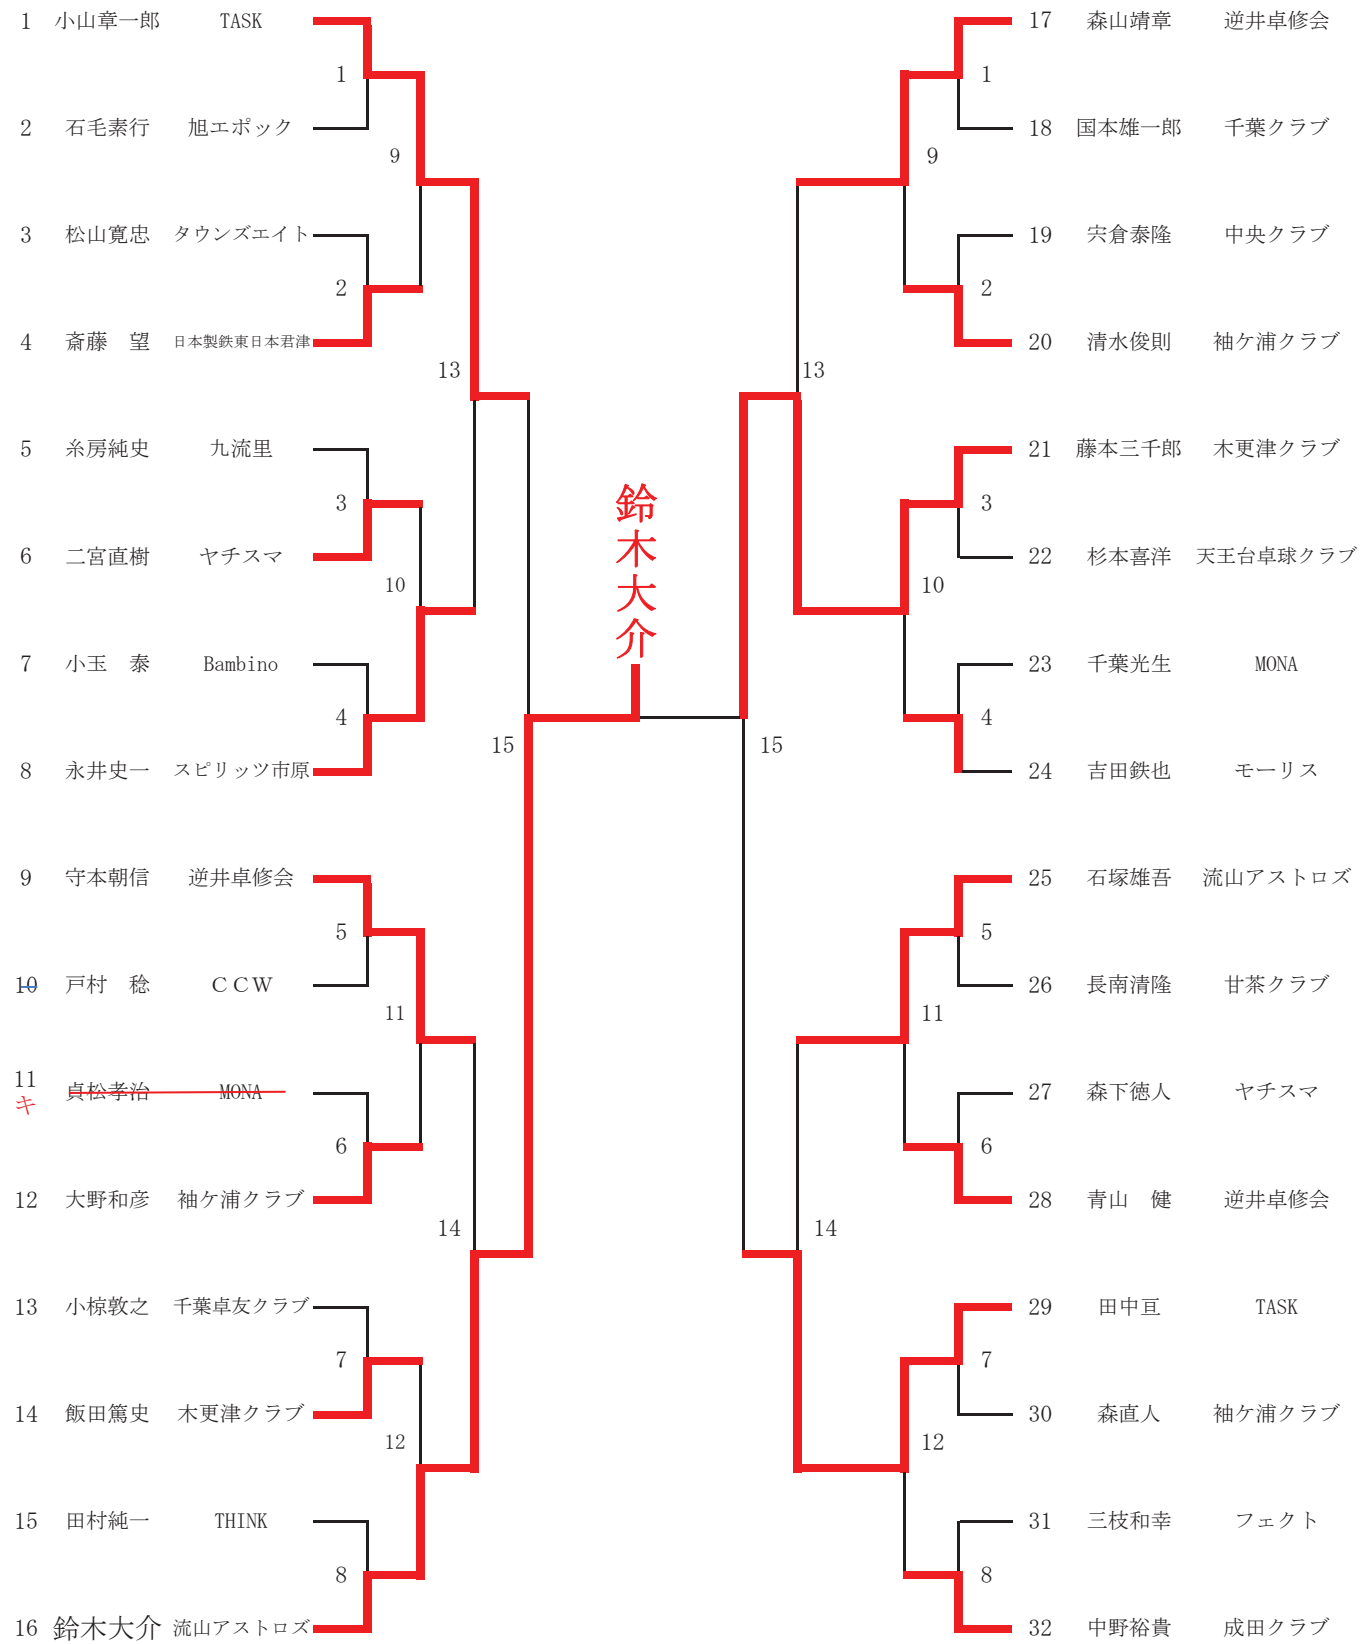 1 小山章一郎 TASK
1
2 石毛素行 旭エポック
9
3 松山寛忠 タウンズエイト
2
4 斎藤 望 日本製鉄東日本君津
13
5 糸房純史 九流里
3
6 二宮直樹 ヤチスマ
10
7 小玉 泰 Bambino
4
8 永井史一 スピリッツ市原
15
9 守本朝信 逆井卓修会
5
10 戸村 稔 ＣＣＷ
11
11 貞松孝治 MONA
キ
6
12 大野和彦 袖ケ浦クラブ
14
13 小椋敦之 千葉卓友クラブ
7
14 飯田篤史 木更津クラブ
12
15 田村純一 THINK
8
16 鈴木大介 流山アストロズ
鈴木大介
17 森山靖章 逆井卓修会
1
18 国本雄一郎 千葉クラブ
9
19 宍倉泰隆 中央クラブ
2
20 清水俊則 袖ケ浦クラブ
13
21 藤本三千郎 木更津クラブ
3
22 杉本喜洋 天王台卓球クラブ
10
23 千葉光生 MONA
4
24 吉田鉄也 モーリス
15
25 石塚雄吾 流山アストロズ
5
26 長南清隆 甘茶クラブ
11
27 森下徳人 ヤチスマ
6
28 青山 健 逆井卓修会
14
29 田中亘 TASK
7
30 森直人 袖ケ浦クラブ
12
31 三枝和幸 フェクト
8
32 中野裕貴 成田クラブ